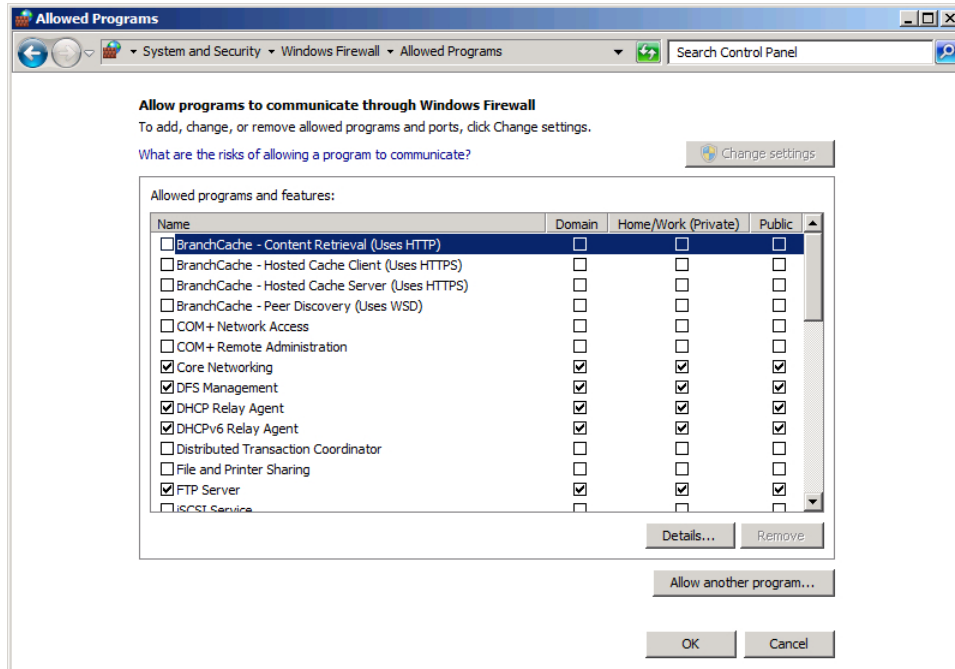 Allowed Programs
System and Security Windows Firewall Allowed Programs Search Control Panel
Allow programs to communicate through Windows Firewall
To add, change, or remove allowed programs and ports, click Change settings.
What are the risks of allowing a program to communicate? Change settings
Allowed programs and features:
Name Domain Home/Work (Private) Public
BranchCache - Content Retrieval (Uses HTTP)
BranchCache - Hosted Cache Client (Uses HTTPS)
BranchCache - Hosted Cache Server (Uses HTTPS)
BranchCache - Peer Discovery (Uses WSD)
COM+ Network Access
COM+ Remote Administration
Core Networking
DFS Management
DHCP Relay Agent
DHCPv6 Relay Agent
Distributed Transaction Coordinator
File and Printer Sharing
FTP Server
iSCSI Service
Details... Remove
Allow another program...
OK Cancel